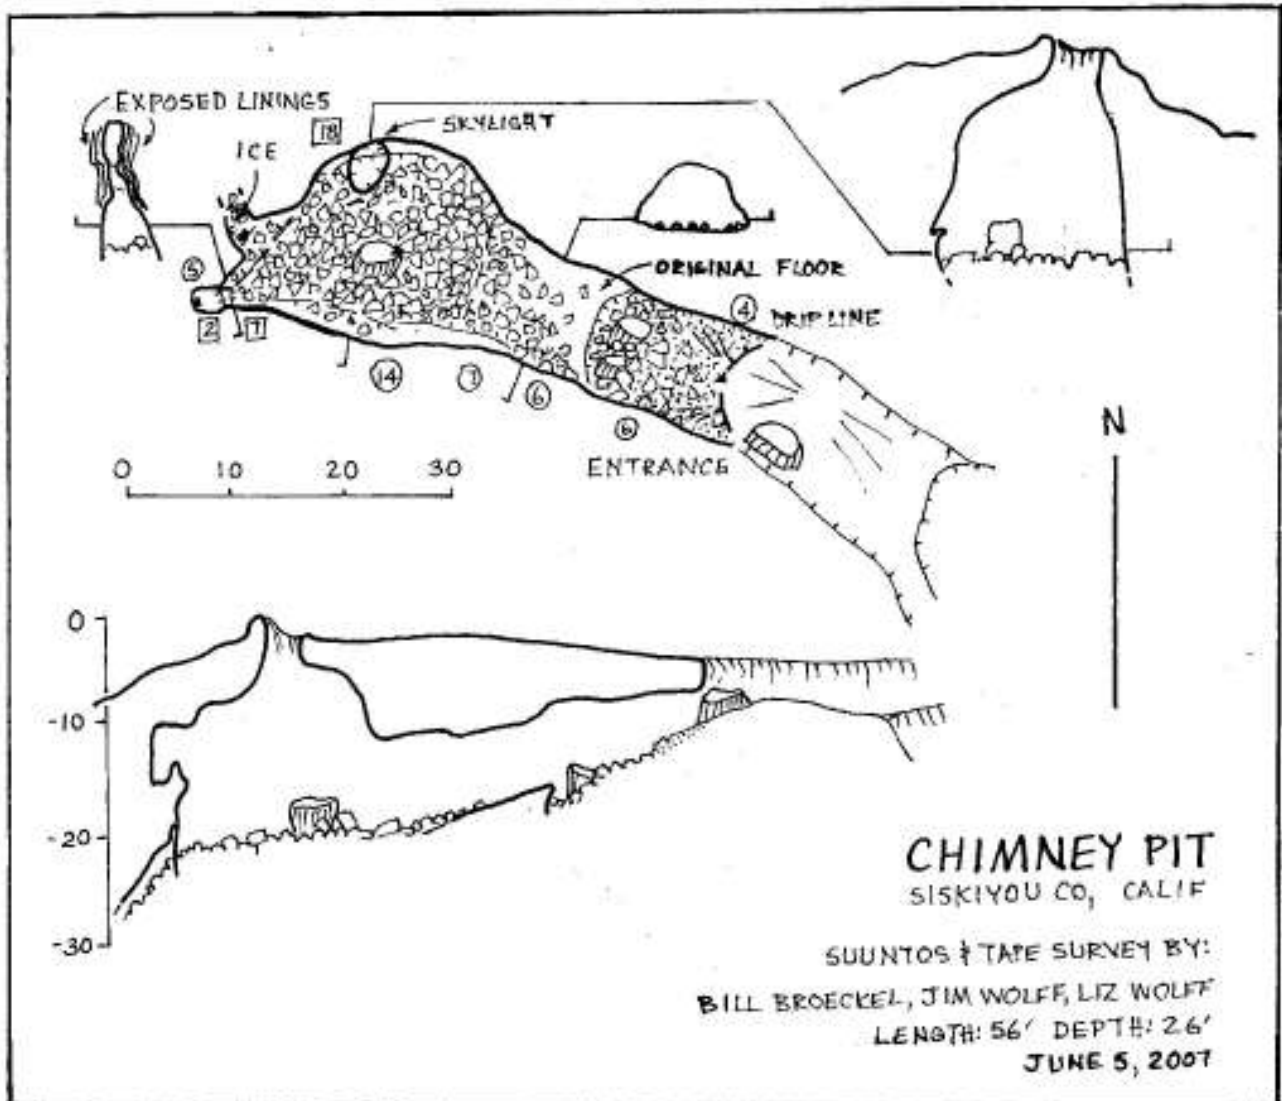 EXPOSED LININGS
18
SKYLIGHT
ICE
ORIGINAL FLOOR
5
4
DRIP LINE
2
7
14
7
6
6
ENTRANCE
N
0 10 20 30
0
-10
-20
-30
CHIMNEY PIT
SISKIYOU CO, CALIF
SUUNTOS & TAPE SURVEY BY:
BILL BROECKEL, JIM WOLFF, LIZ WOLFF
LENGTH: 56' DEPTH: 26'
JUNE 5, 2007